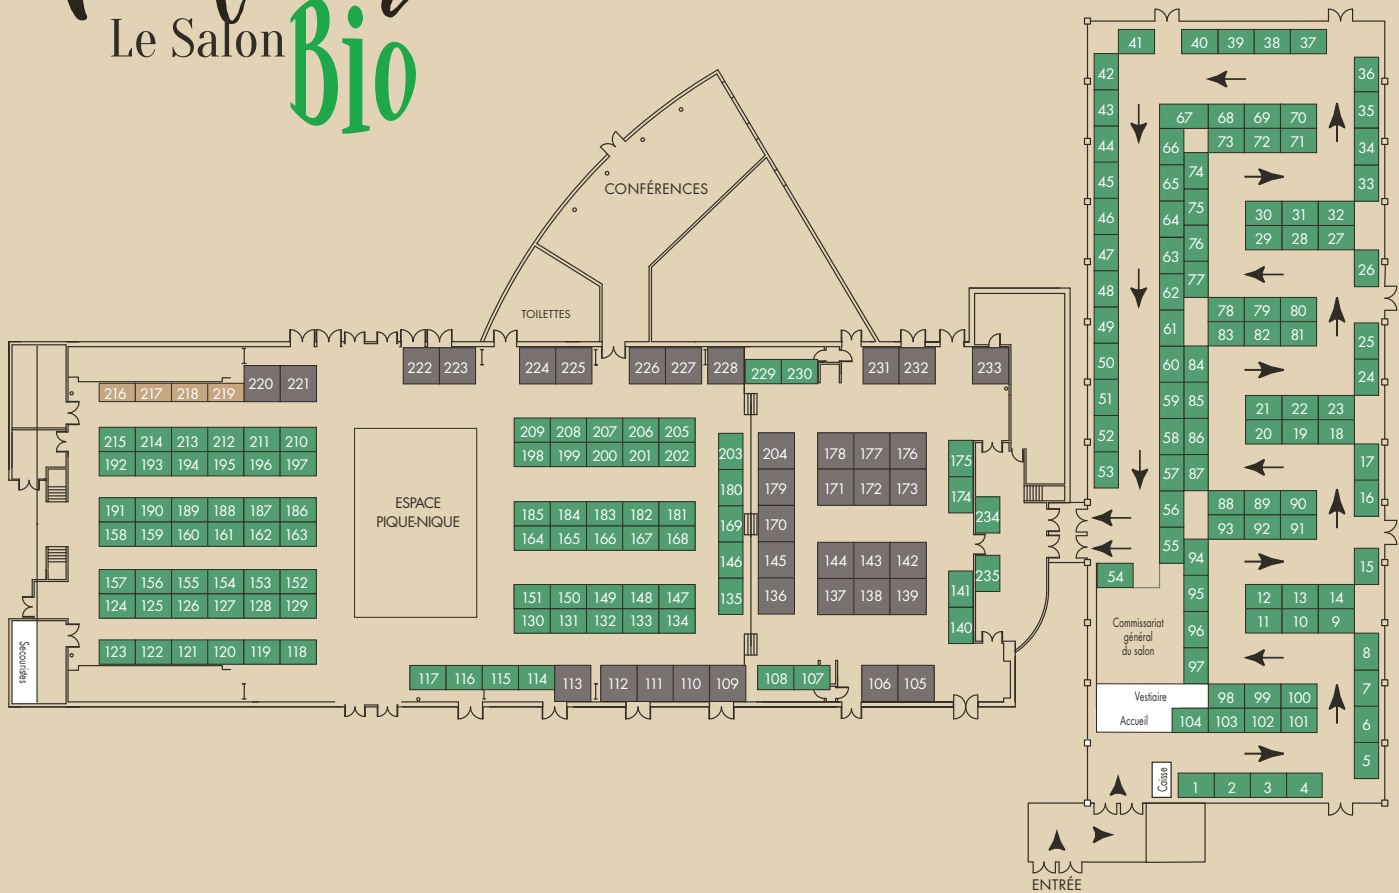 Le Salon
Bio
41 40 39 38 37
42 36
43 35
67 68 69 70
44 66 73 72 71 34
45 65 74 33
46 64 75 30 31 32
47 63 76 29 28 27
48 62 77 26
49 61 78 79 80
83 82 81 25
50 60 84 24
51 59 85 21 22 23
52 58 86 20 19 18
53 57 87 17
56 88 89 90 16
55 93 92 91
54 94 15
95 12 13 14
96 11 10 9
97 8
Commissariat
général
du salon
Vestiaire
98 99 100 7
Accueil
104 103 102 101 6
5
Caisse
1 2 3 4
ENTRÉE
CONFÉRENCES
TOILETTES
222 223 224 225 226 227 228 229 230 231 232 233
216 217 218 219 220 221
215 214 213 212 211 210
192 193 194 195 196 197
191 190 189 188 187 186
158 159 160 161 162 163
157 156 155 154 153 152
124 125 126 127 128 129
123 122 121 120 119 118
Secouristes
ESPACE
PIQUE-NIQUE
209 208 207 206 205
198 199 200 201 202
185 184 183 182 181
164 165 166 167 168
151 150 149 148 147
130 131 132 133 134
203 204
180 179
169 170
146 145
135 136
178 177 176
171 172 173
144 143 142
137 138 139
175
174
234
235
141
140
117 116 115 114 113 112 111 110 109 108 107 106 105